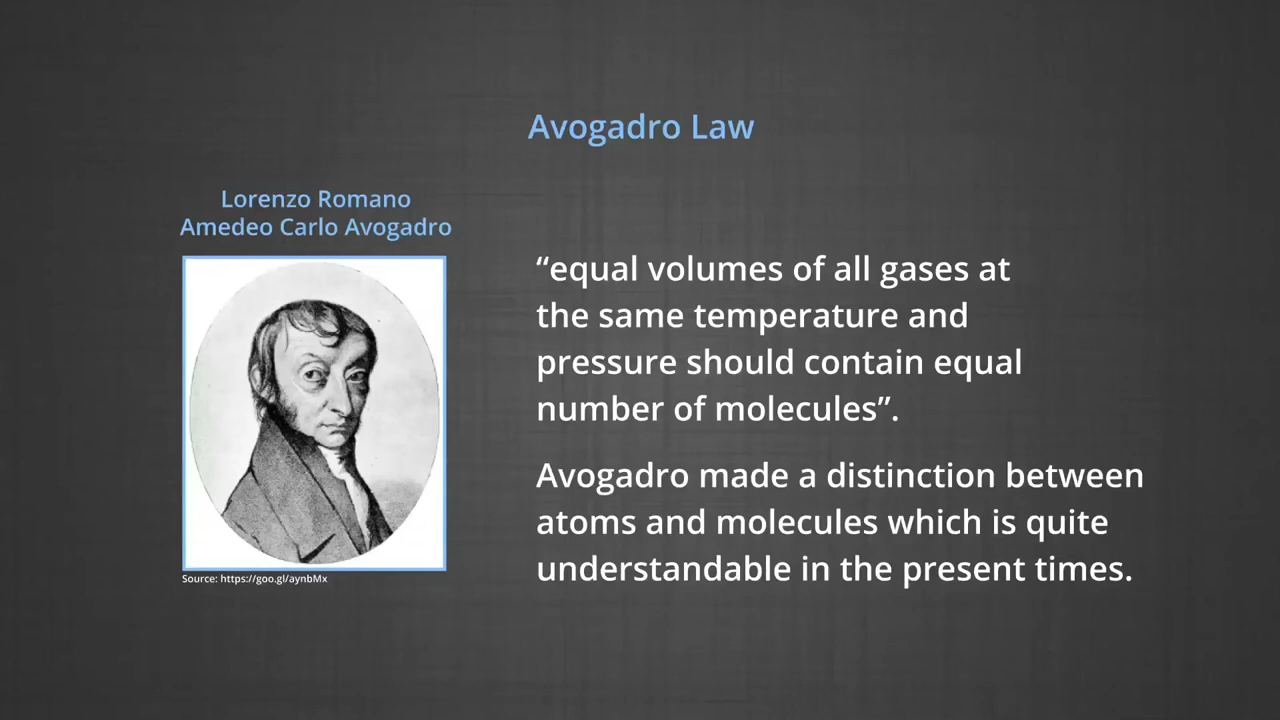 Avogadro Law
Lorenzo Romano
Amedeo Carlo Avogadro
“equal volumes of all gases at
the same temperature and
pressure should contain equal
number of molecules”.
Avogadro made a distinction between
atoms and molecules which is quite
understandable in the present times.
Source: https://goo.gl/aynbMx